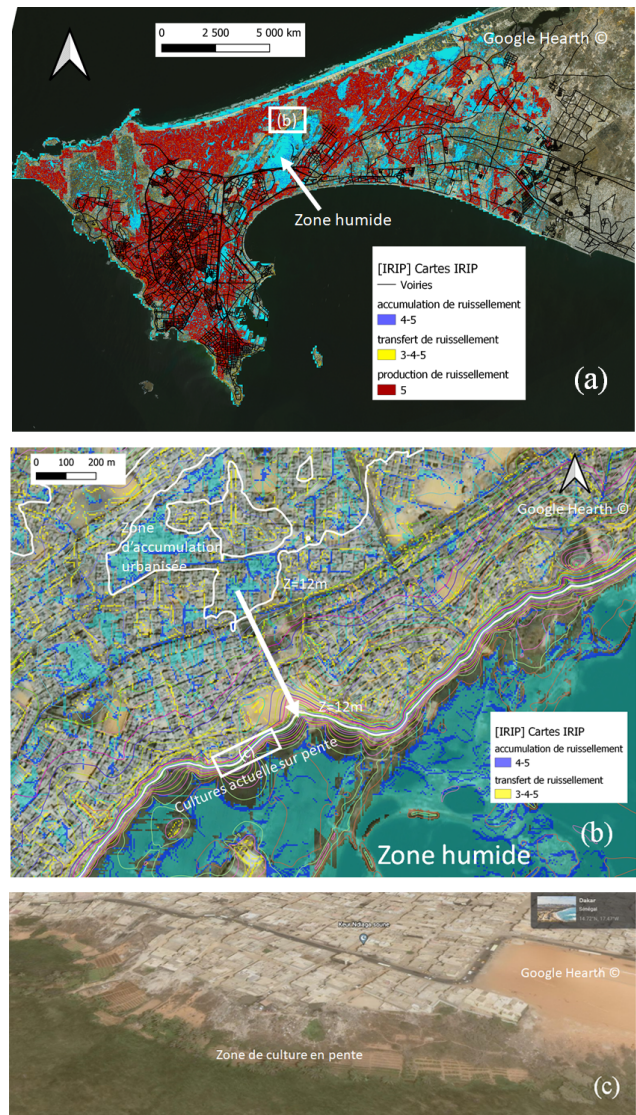 0 2 500 5 000 km
Google Hearth ©
(b)
Zone humide
[IRIP] Cartes IRIP
Voiries
accumulation de ruissellement
4-5
transfert de ruissellement
3-4-5
production de ruissellement
5
(a)
0 100 200 m
Google Hearth ©
Zone
d'accumulation
urbanisée
Z=12m
Z=12m
(c)
Cultures actuelle sur pente
[IRIP] Cartes IRIP
accumulation de ruissellement
4-5
transfert de ruissellement
3-4-5
Zone humide
(b)
Dakar
Sénégal
Google Hearth ©
Zone de culture en pente
(c)